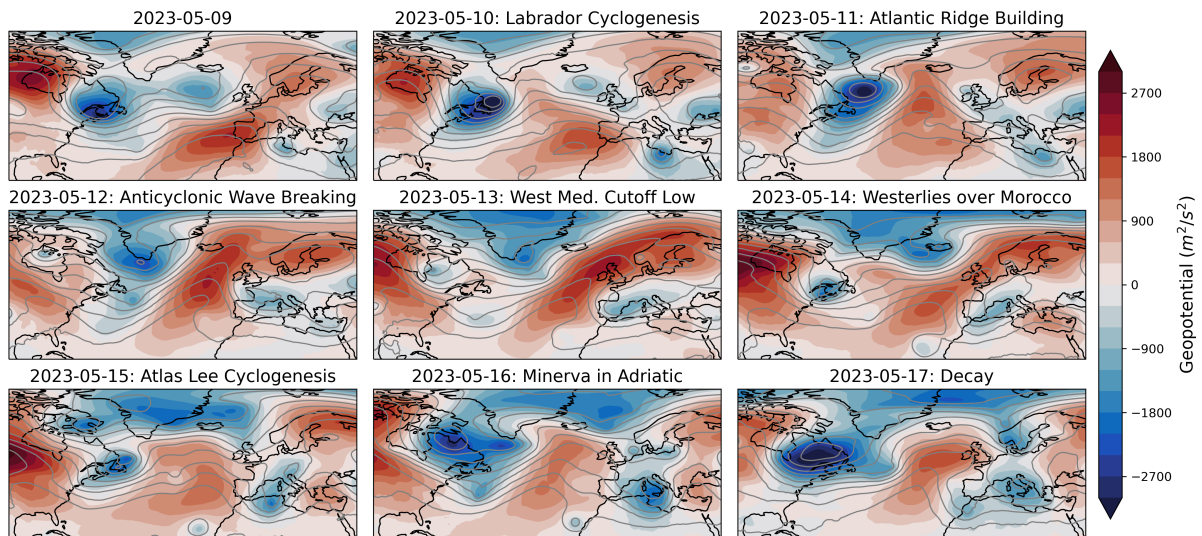 2023-05-09
2023-05-10: Labrador Cyclogenesis
2023-05-11: Atlantic Ridge Building
2023-05-12: Anticyclonic Wave Breaking
2023-05-13: West Med. Cutoff Low
2023-05-14: Westerlies over Morocco
2023-05-15: Atlas Lee Cyclogenesis
2023-05-16: Minerva in Adriatic
2023-05-17: Decay
2700
1800
900
0
−900
−1800
−2700
Geopotential (m²/s²)